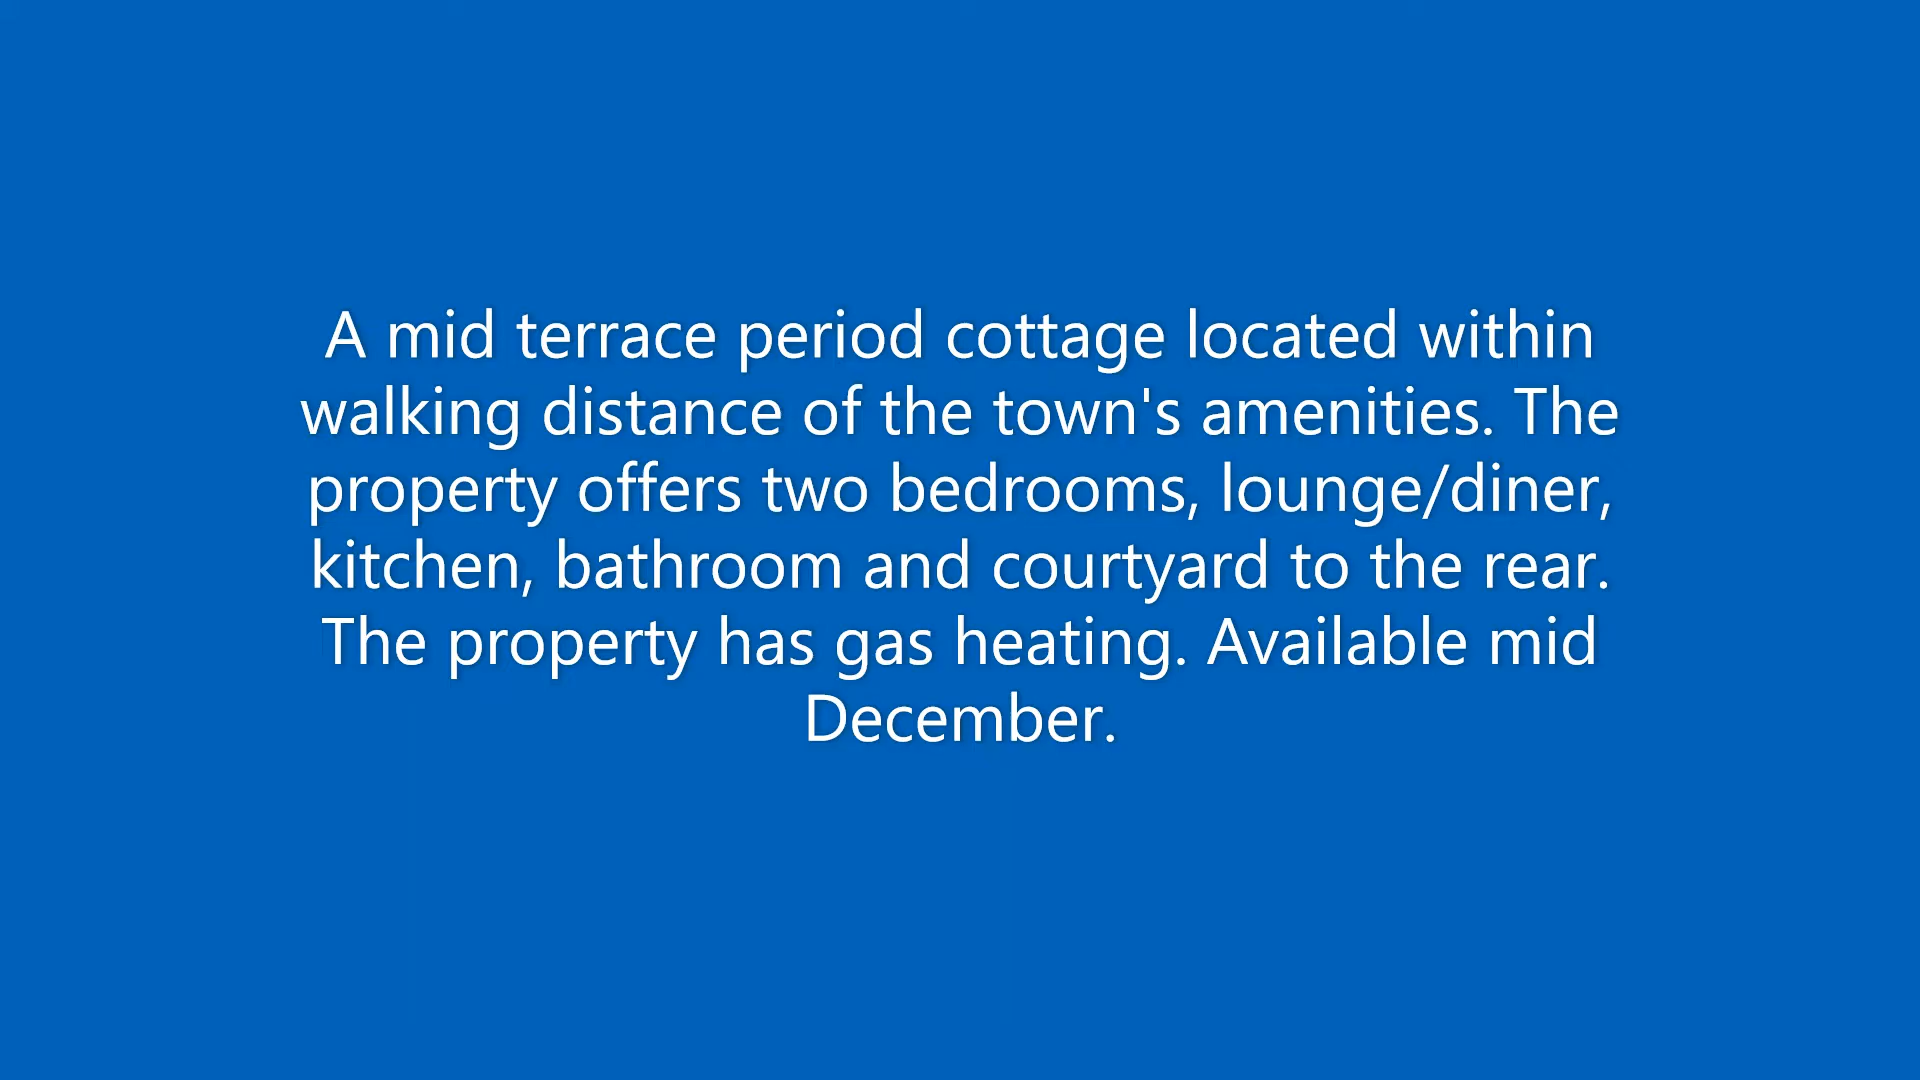 A mid terrace period cottage located within
walking distance of the town's amenities. The
property offers two bedrooms, lounge/diner,
kitchen, bathroom and courtyard to the rear.
The property has gas heating. Available mid
December.